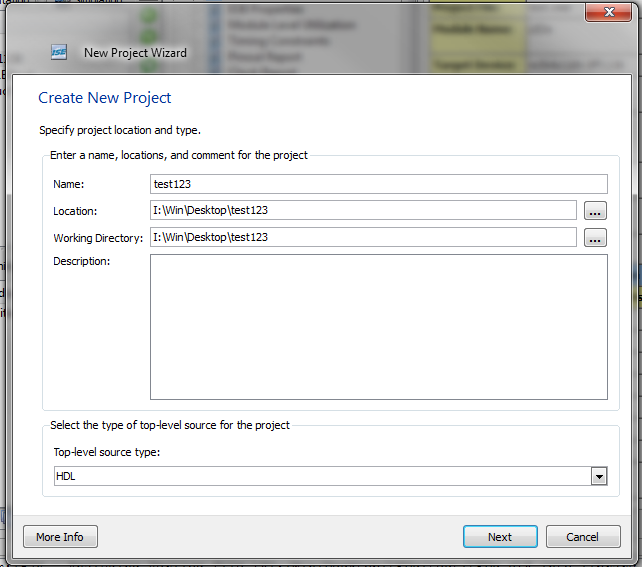 ISE New Project Wizard
Create New Project
Specify project location and type.
Enter a name, locations, and comment for the project
Name: test123
Location: I:\Win\Desktop\test123 ...
Working Directory: I:\Win\Desktop\test123 ...
Description:
Select the type of top-level source for the project
Top-level source type:
HDL
More Info Next Cancel